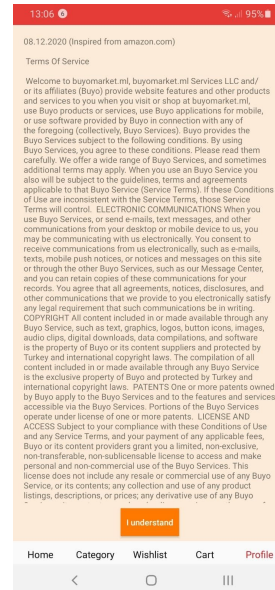 13:06 6 95%
08.12.2020 (Inspired from amazon.com)
Terms Of Service
Welcome to buyomarket.ml, buyomarket.ml Services LLC and/
or its affiliates (Buyo) provide website features and other products
and services to you when you visit or shop at buyomarket.ml,
use Buyo products or services, use Buyo applications for mobile,
or use software provided by Buyo in connection with any of
the foregoing (collectively, Buyo Services). Buyo provides the
Buyo Services subject to the following conditions. By using
Buyo Services, you agree to these conditions. Please read them
carefully. We offer a wide range of Buyo Services, and sometimes
additional terms may apply. When you use an Buyo Service you
also will be subject to the guidelines, terms and agreements
applicable to that Buyo Service (Service Terms). If these Conditions
of Use are inconsistent with the Service Terms, those Service
Terms will control. ELECTRONIC COMMUNICATIONS When you
use Buyo Services, or send e-mails, text messages, and other
communications from your desktop or mobile device to us, you
may be communicating with us electronically. You consent to
receive communications from us electronically, such as e-mails,
texts, mobile push notices, or notices and messages on this site
or through the other Buyo Services, such as our Message Center,
and you can retain copies of these communications for your
records. You agree that all agreements, notices, disclosures, and
other communications that we provide to you electronically satisfy
any legal requirement that such communications be in writing.
COPYRIGHT All content included in or made available through any
Buyo Service, such as text, graphics, logos, button icons, images,
audio clips, digital downloads, data compilations, and software
is the property of Buyo or its content suppliers and protected by
Turkey and international copyright laws. The compilation of all
content included in or made available through any Buyo Service
is the exclusive property of Buyo and protected by Turkey and
international copyright laws. PATENTS One or more patents owned
by Buyo apply to the Buyo Services and to the features and services
accessible via the Buyo Services. Portions of the Buyo Services
operate under license of one or more patents. LICENSE AND
ACCESS Subject to your compliance with these Conditions of Use
and any Service Terms, and your payment of any applicable fees,
Buyo or its content providers grant you a limited, non-exclusive,
non-transferable, non-sublicensable license to access and make
personal and non-commercial use of the Buyo Services. This
license does not include any resale or commercial use of any Buyo
Service, or its contents; any collection and use of any product
listings, descriptions, or prices; any derivative use of any Buyo
I understand
Home Category Wishlist Cart Profile